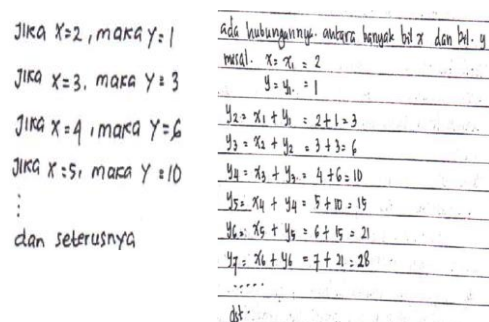 JIKA X=2, maka Y=1
JIKA X=3, maka Y=3
JIKA X=4, maka Y=6
JIKA X=5, maka Y=10
⋮
dan seterusnya
ada hubungannya. antara banyak bil x dan bil. y
misal. x = x₁ = 2
y = y₁ = 1
y₂ = x₁ + y₁ = 2+1 = 3
y₃ = x₂ + y₂ = 3+3 = 6
y₄ = x₃ + y₃ = 4+6 = 10
y₅ = x₄ + y₄ = 5+10 = 15
y₆ = x₅ + y₅ = 6+15 = 21
y₇ = x₆ + y₆ = 7+21 = 28
.....
dst.